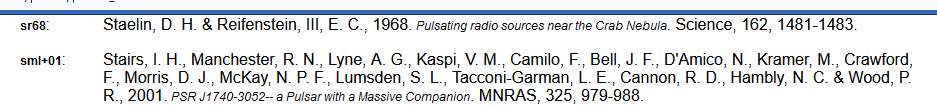 sr68: Staelin, D. H. & Reifenstein, III, E. C., 1968. Pulsating radio sources near the Crab Nebula. Science, 162, 1481-1483.
sml+01: Stairs, I. H., Manchester, R. N., Lyne, A. G., Kaspi, V. M., Camilo, F., Bell, J. F., D'Amico, N., Kramer, M., Crawford,
F., Morris, D. J., McKay, N. P. F., Lumsden, S. L., Tacconi-Garman, L. E., Cannon, R. D., Hambly, N. C. & Wood, P.
R., 2001. PSR J1740-3052-- a Pulsar with a Massive Companion. MNRAS, 325, 979-988.